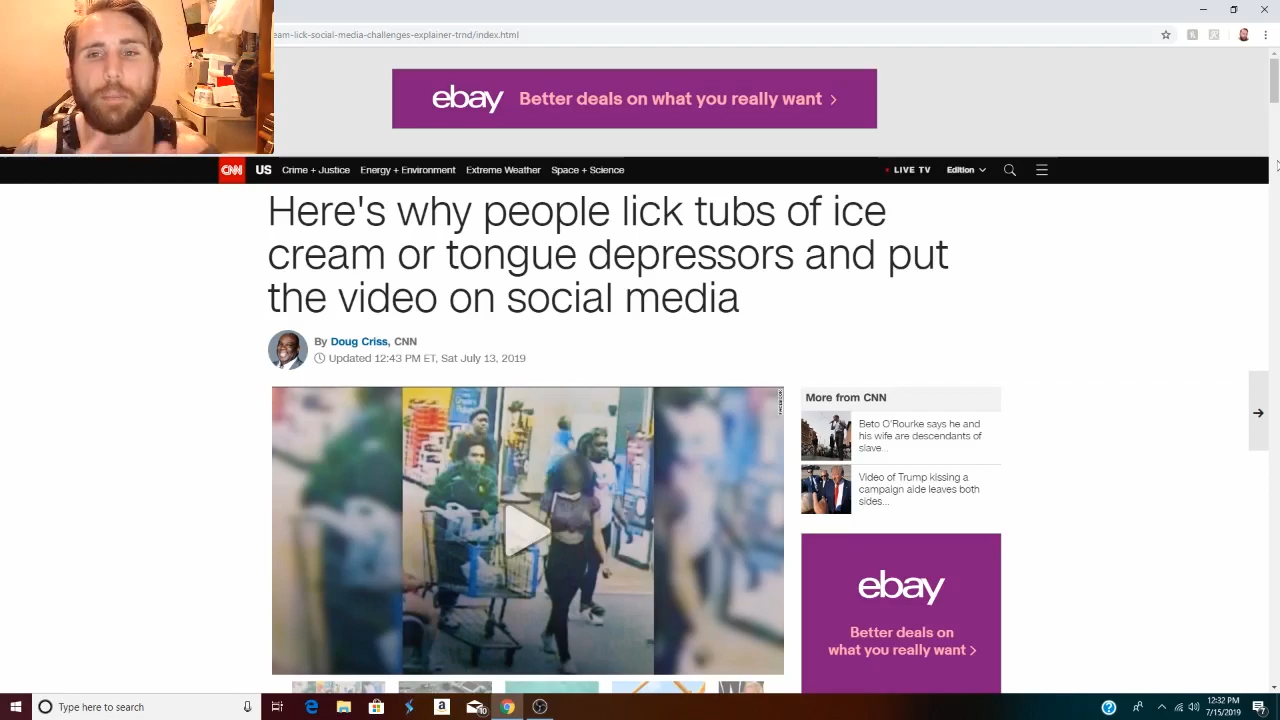 eam-lick-social-media-challenges-explainer-trnd/index.html
ebay Better deals on what you really want >
CNN US Crime + Justice Energy + Environment Extreme Weather Space + Science LIVE TV Edition
Here's why people lick tubs of ice
cream or tongue depressors and put
the video on social media
By Doug Criss, CNN
Updated 12:43 PM ET, Sat July 13, 2019
FACEBOOK
More from CNN
Beto O'Rourke says he and
his wife are descendants of
slave...
Video of Trump kissing a
campaign aide leaves both
sides...
ebay
Better deals on
what you really want >
Type here to search
12:32 PM
7/15/2019